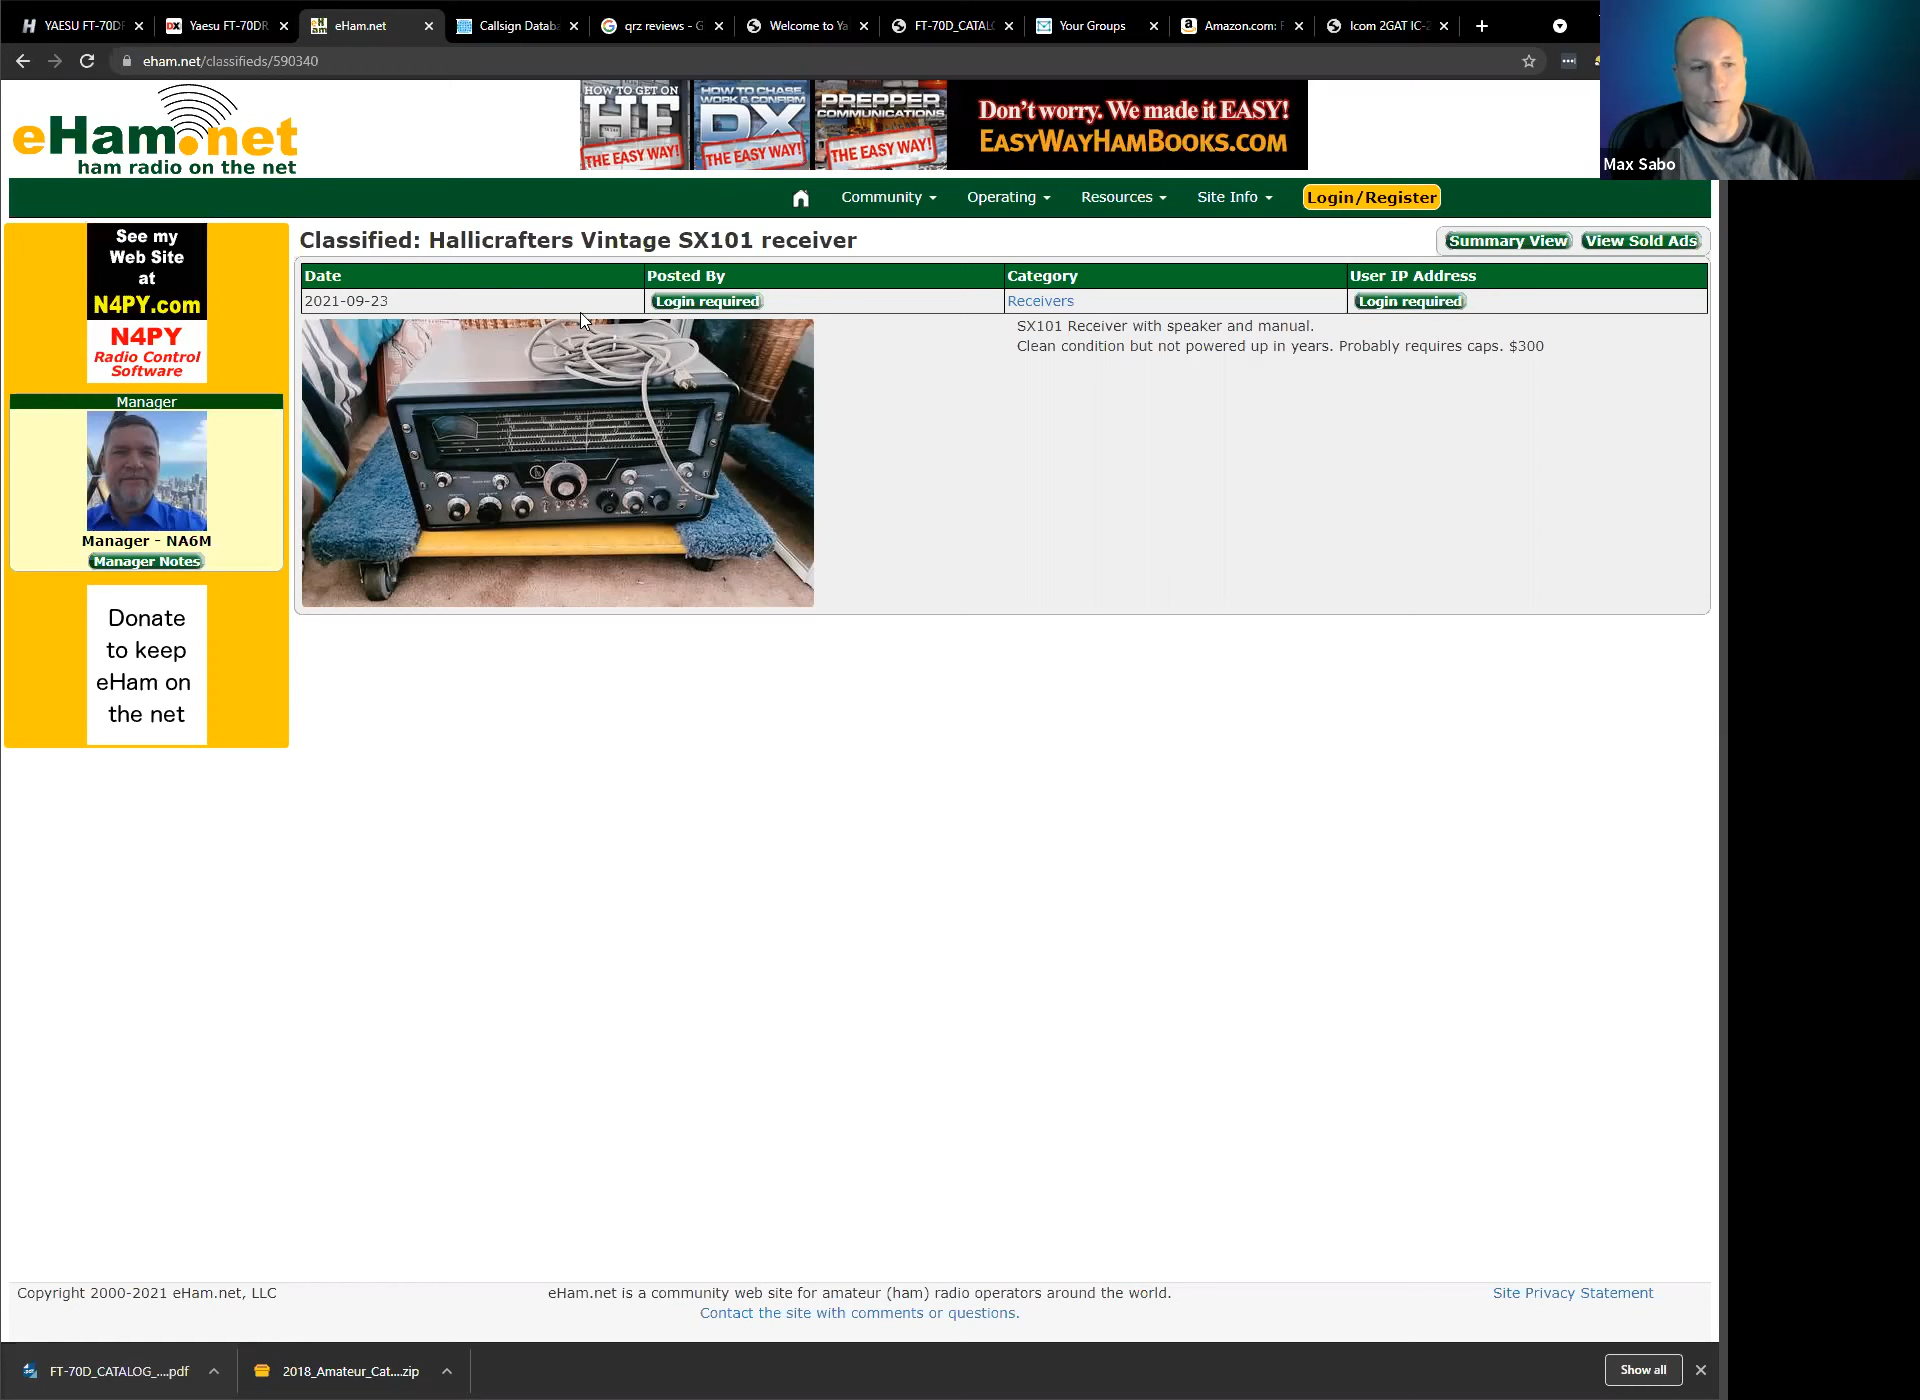 YAESU FT-70DF
Yaesu FT-70DR
eHam.net
Callsign Databa
qrz reviews - G
Welcome to Ya
FT-70D_CATALO
Your Groups
Amazon.com: F
Icom 2GAT IC-2
eham.net/classifieds/590340
Max Sabo
eHam.net
ham radio on the net
HOW TO GET ON
HF
THE EASY WAY!
HOW TO CHASE,
WORK & CONFIRM
DX
THE EASY WAY!
PREPPER
COMMUNICATIONS
THE EASY WAY!
Don't worry. We made it EASY!
EASYWAYHAMBOOKS.COM
Community
Operating
Resources
Site Info
Login/Register
See my
Web Site
at
N4PY.com
N4PY
Radio Control
Software
Manager
Manager - NA6M
Manager Notes
Donate
to keep
eHam on
the net
Classified: Hallicrafters Vintage SX101 receiver
Summary View
View Sold Ads
Date
Posted By
Category
User IP Address
2021-09-23
Login required
Receivers
Login required
SX101 Receiver with speaker and manual.
Clean condition but not powered up in years. Probably requires caps. $300
Copyright 2000-2021 eHam.net, LLC
eHam.net is a community web site for amateur (ham) radio operators around the world.
Contact the site with comments or questions.
Site Privacy Statement
FT-70D_CATALOG_....pdf
2018_Amateur_Cat....zip
Show all